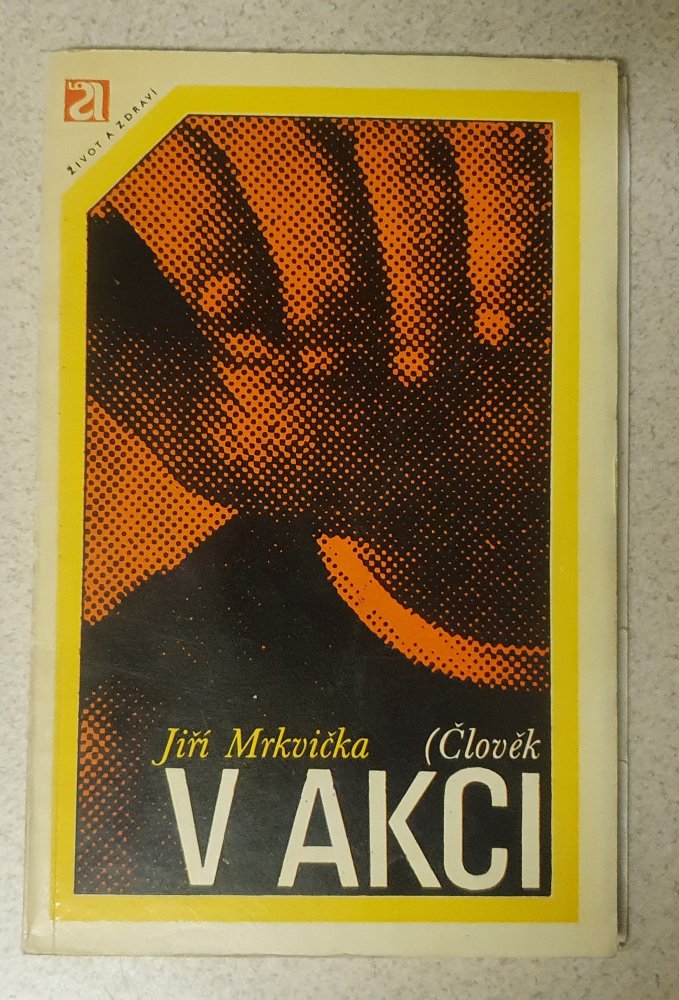 ŽIVOT A ZDRAVÍ
Jiří Mrkvička (Člověk
V AKCI